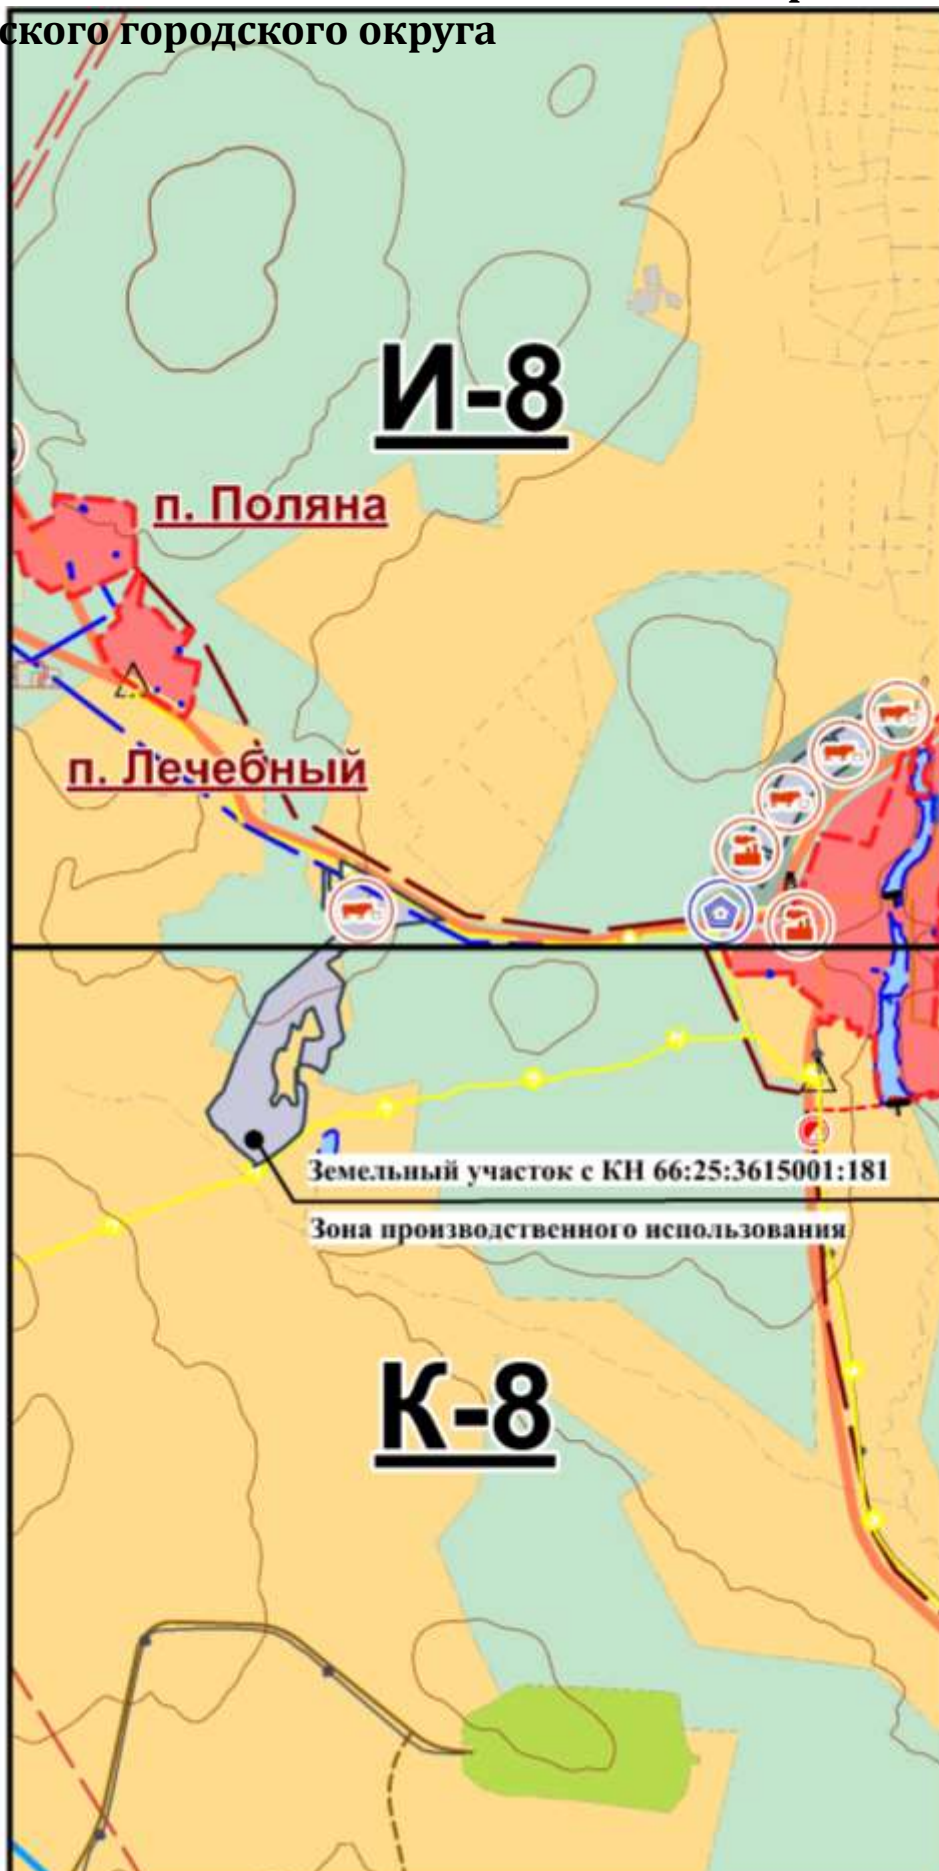 ского городского округа
И-8
п. Поляна
п. Лечебный
Земельный участок с КН 66:25:3615001:181
Зона производственного использования
К-8